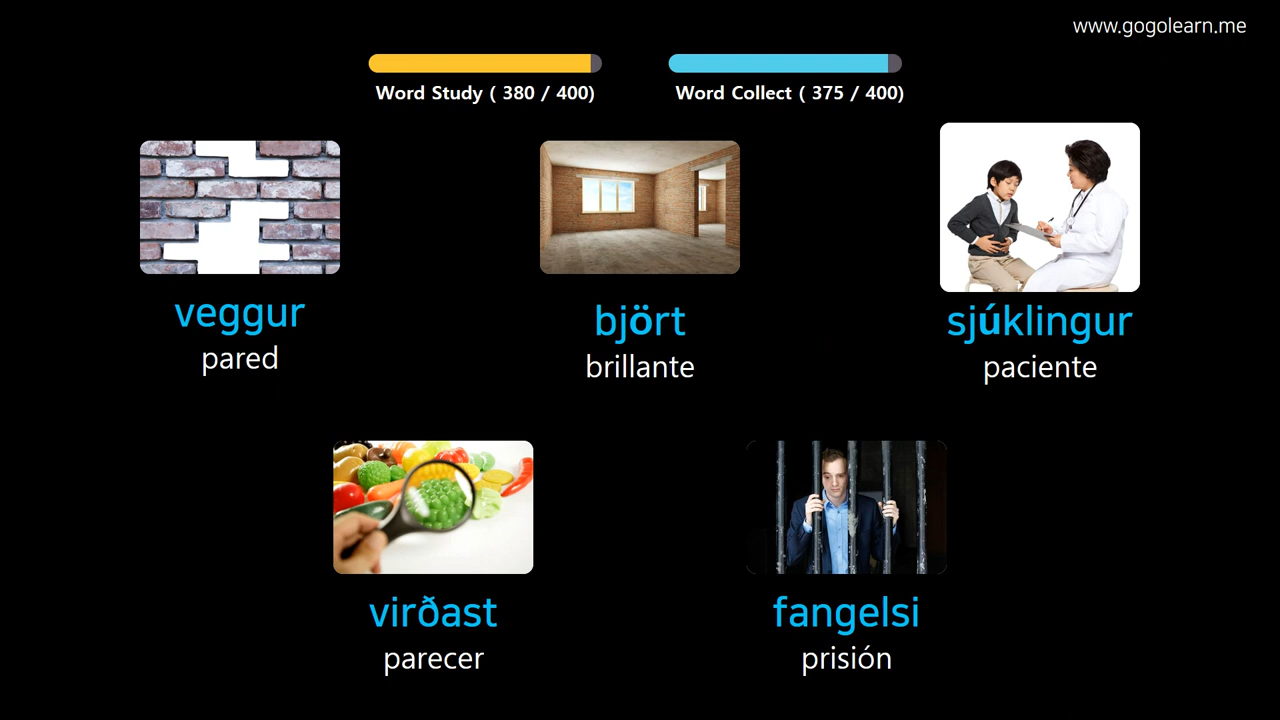 www.gogolearn.me
Word Study ( 380 / 400)
Word Collect ( 375 / 400)
veggur
pared
björt
brillante
sjúklingur
paciente
virðast
parecer
fangelsi
prisión